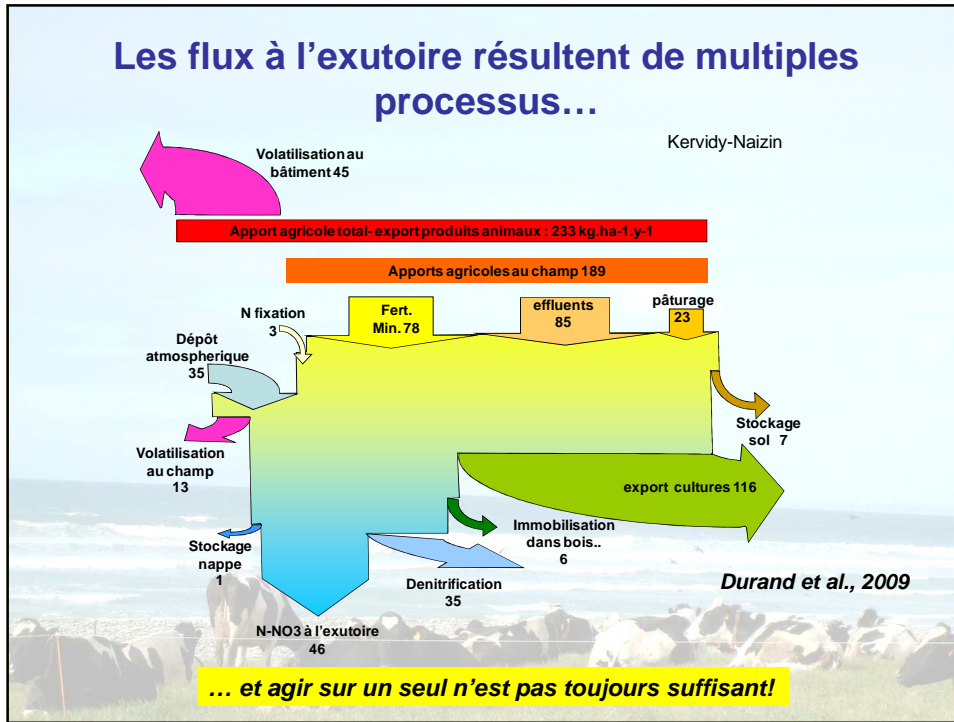 Les flux à l’exutoire résultent de multiples
processus…
Kervidy-Naizin
Volatilisation au
bâtiment 45
Apport agricole total- export produits animaux : 233 kg.ha-1.y-1
Apports agricoles au champ 189
N fixation
3
Fert.
Min. 78
effluents
85
pâturage
23
Dépôt
atmospherique
35
Stockage
sol 7
Volatilisation
au champ
13
export cultures 116
Stockage
nappe
1
Immobilisation
dans bois..
6
Denitrification
35
Durand et al., 2009
N-NO3 à l’exutoire
46
… et agir sur un seul n’est pas toujours suffisant!